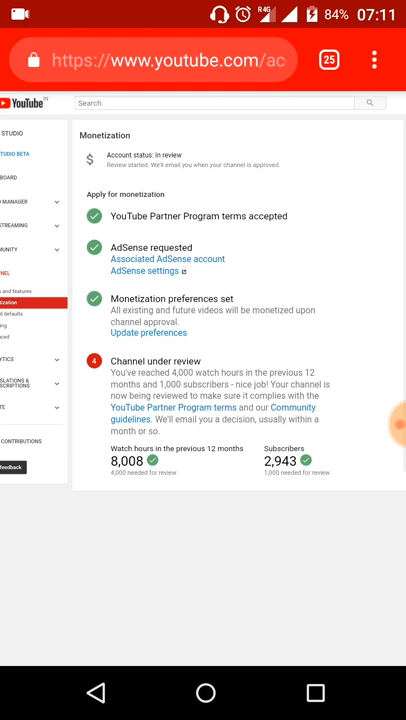 R4G 84% 07:11
https://www.youtube.com/ac 25
YouTube IN Search
STUDIO
TUDIO BETA
BOARD
O MANAGER
TREAMING
MUNITY
NEL
s and features
tization
d defaults
ing
ced
YTICS
SLATIONS &
SCRIPTIONS
TE
CONTRIBUTIONS
feedback
Monetization
$ Account status: In review
Review started. We'll email you when your channel is approved.
Apply for monetization
YouTube Partner Program terms accepted
AdSense requested
Associated AdSense account
AdSense settings
Monetization preferences set
All existing and future videos will be monetized upon
channel approval.
Update preferences
4 Channel under review
You've reached 4,000 watch hours in the previous 12
months and 1,000 subscribers - nice job! Your channel is
now being reviewed to make sure it complies with the
YouTube Partner Program terms and our Community
guidelines. We'll email you a decision, usually within a
month or so.
Watch hours in the previous 12 months Subscribers
8,008 2,943
4,000 needed for review 1,000 needed for review